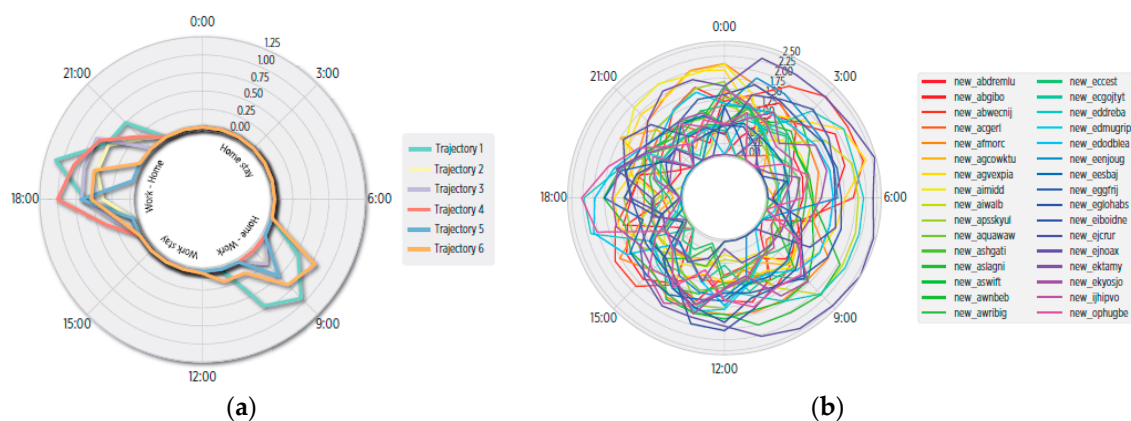 0:00
3:00
6:00
9:00
12:00
15:00
18:00
21:00
1.25
1.00
0.75
0.50
0.25
0.00
Home stay
Home - Work
Work stay
Work - Home
Trajectory 1
Trajectory 2
Trajectory 3
Trajectory 4
Trajectory 5
Trajectory 6
(a)
0:00
3:00
6:00
9:00
12:00
15:00
18:00
21:00
2.50
2.25
2.00
1.75
new_abdremlu
new_abgibo
new_abwecnij
new_acgerl
new_afmorc
new_agcowktu
new_agvexpia
new_aimidd
new_aiwalb
new_apsskyul
new_aquawaw
new_ashgati
new_aslagni
new_aswift
new_awnbeb
new_awribig
new_eccest
new_ecgojtyt
new_eddreba
new_edmugrip
new_edodblea
new_eenjoug
new_eesbaj
new_eggfrij
new_eglohabs
new_eiboidne
new_ejcrur
new_ejnoax
new_ektamy
new_ekyosjo
new_ijhipvo
new_ophugbe
(b)